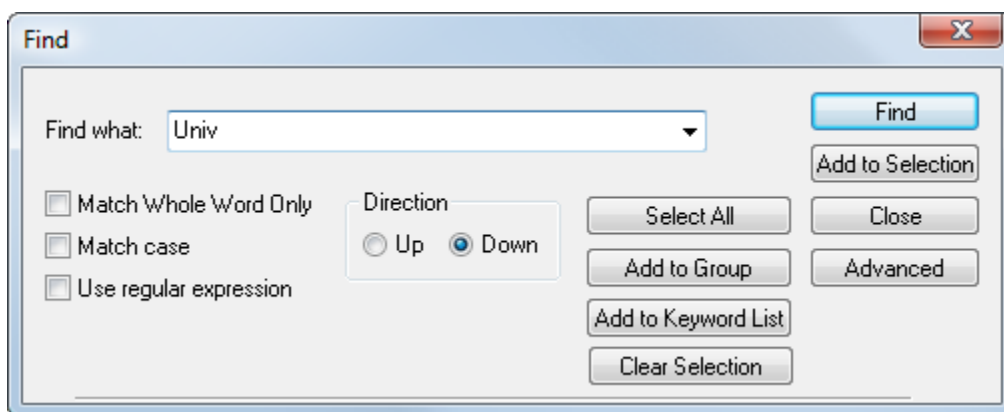 Find
Find what: Univ
Find
Add to Selection
Match Whole Word Only
Direction
Select All
Close
Match case
Up Down
Add to Group
Advanced
Use regular expression
Add to Keyword List
Clear Selection